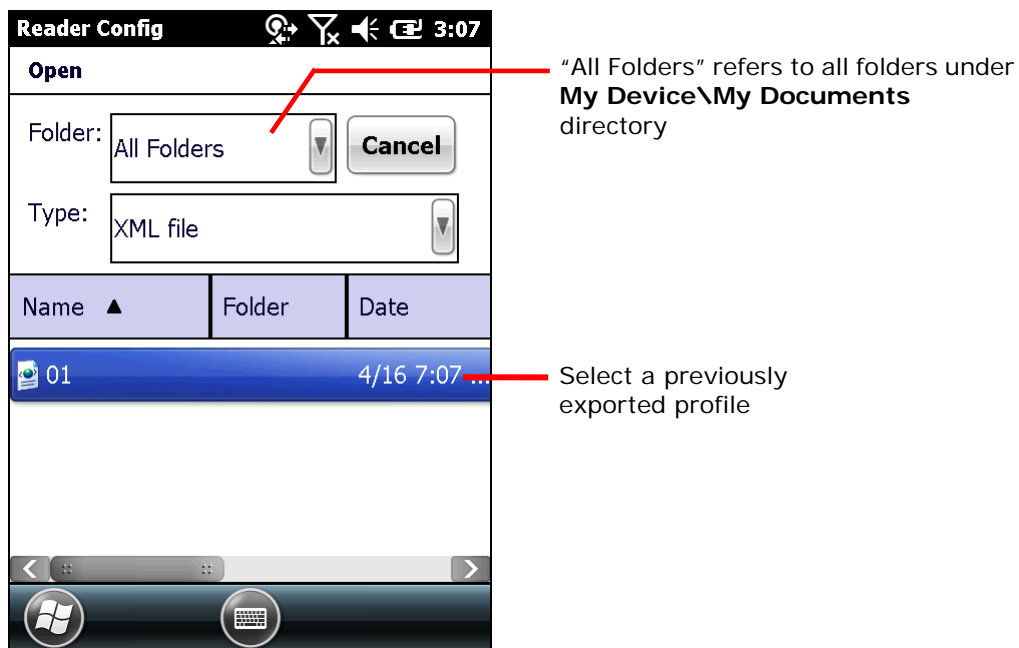 Reader Config 3:07
Open
"All Folders" refers to all folders under
My Device\My Documents
directory
Folder: All Folders Cancel
Type: XML file
Name ▲ Folder Date
01 4/16 7:07 ...
Select a previously
exported profile